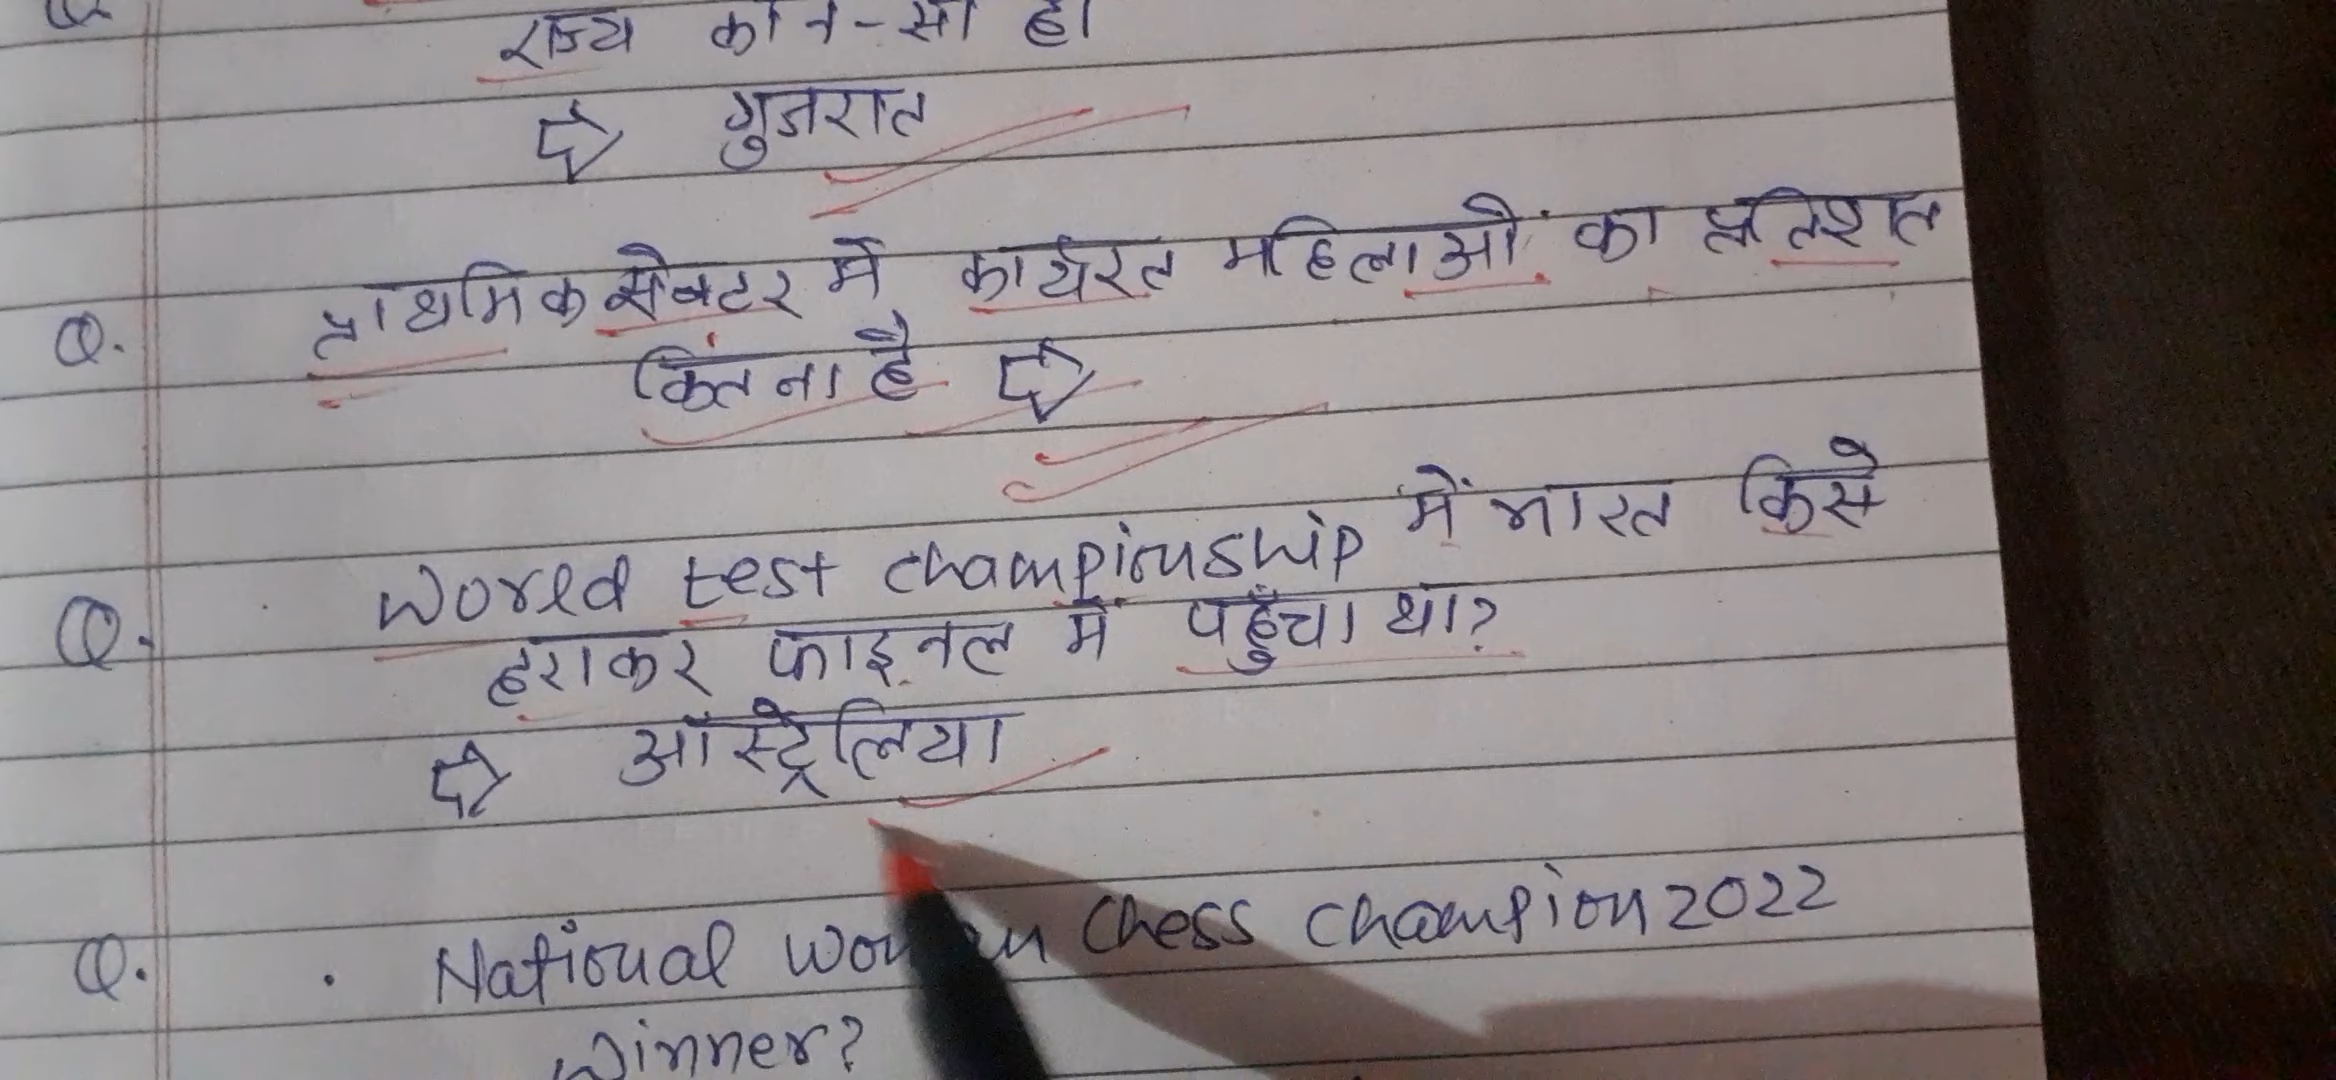 राज्य कौन-सा है।
⇨ गुजरात
Q. प्राथमिक सेक्टर में कार्यरत महिलाओं का प्रतिशत
कितना है ⇨
Q. World test championship में भारत किसे
हराकर फाइनल में पहुँचा था?
⇨ ऑस्ट्रेलिया
Q. National women Chess Champion 2022
winner?